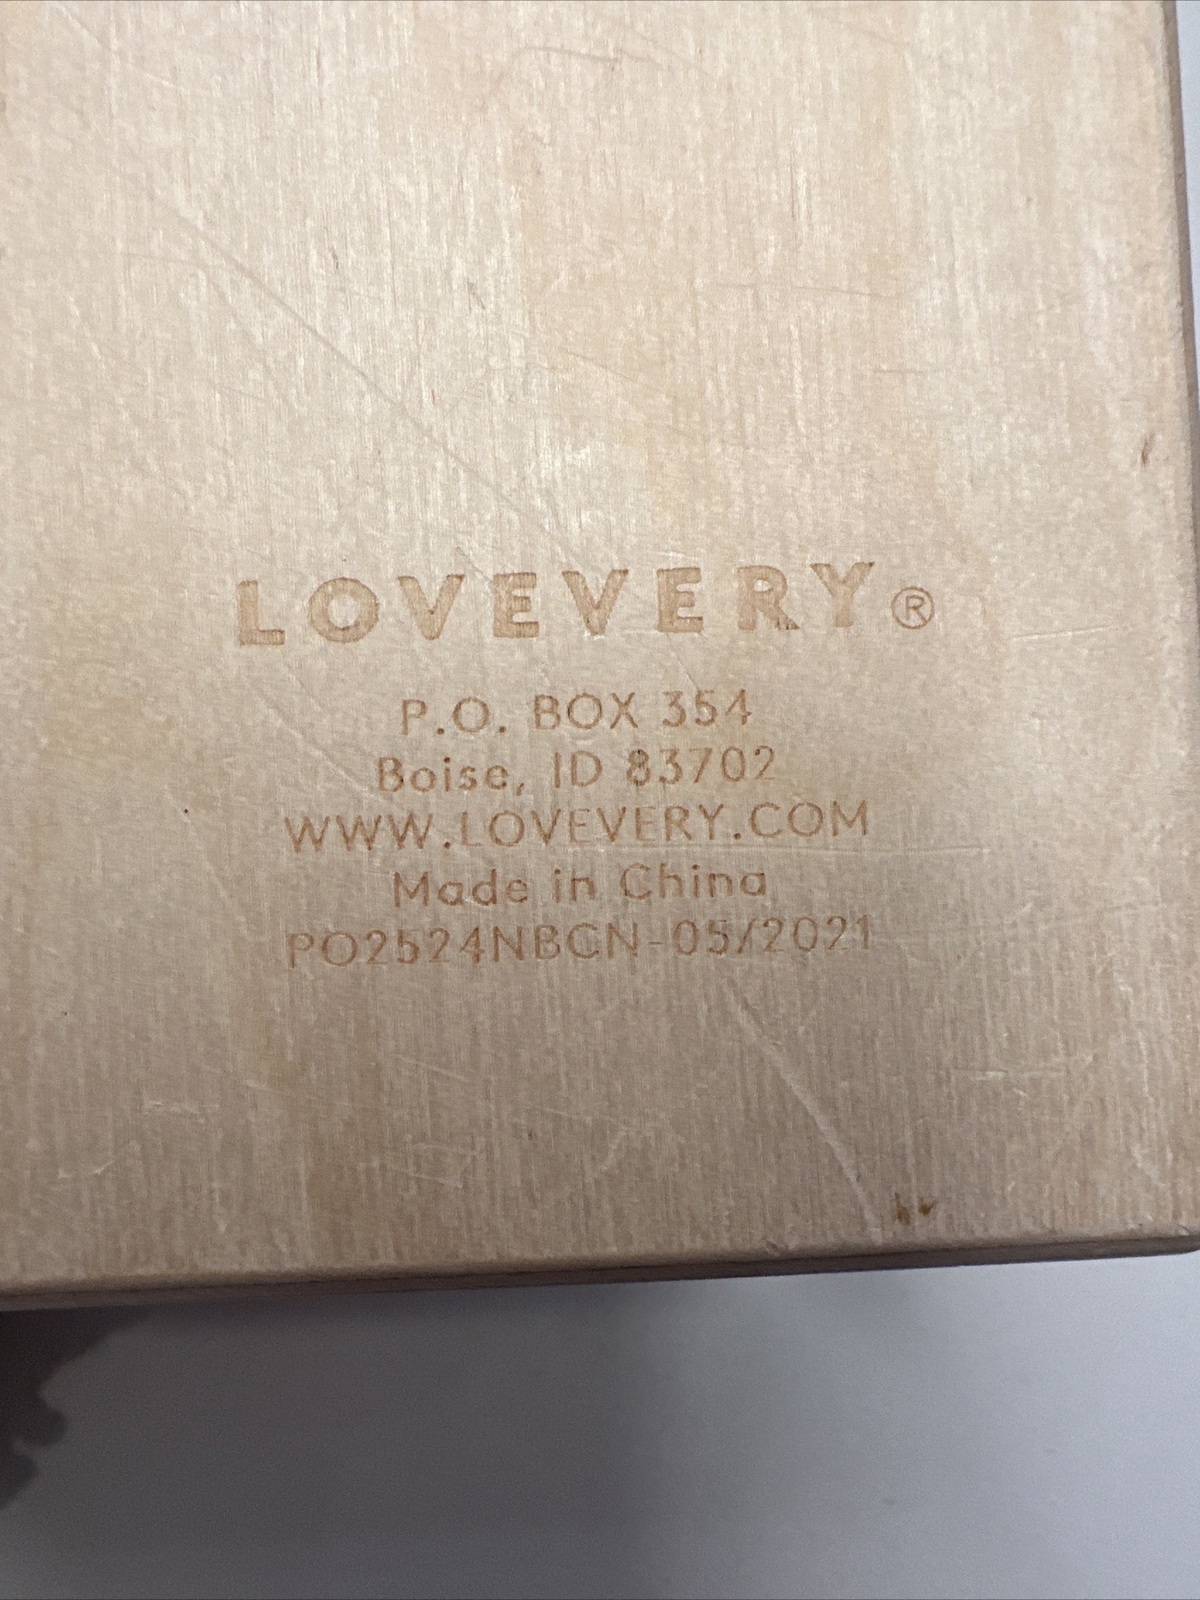 LOVEVERY®
P.O. BOX 354
Boise, ID 83702
WWW.LOVEVERY.COM
Made in China
PO2524NBCN-05/2021